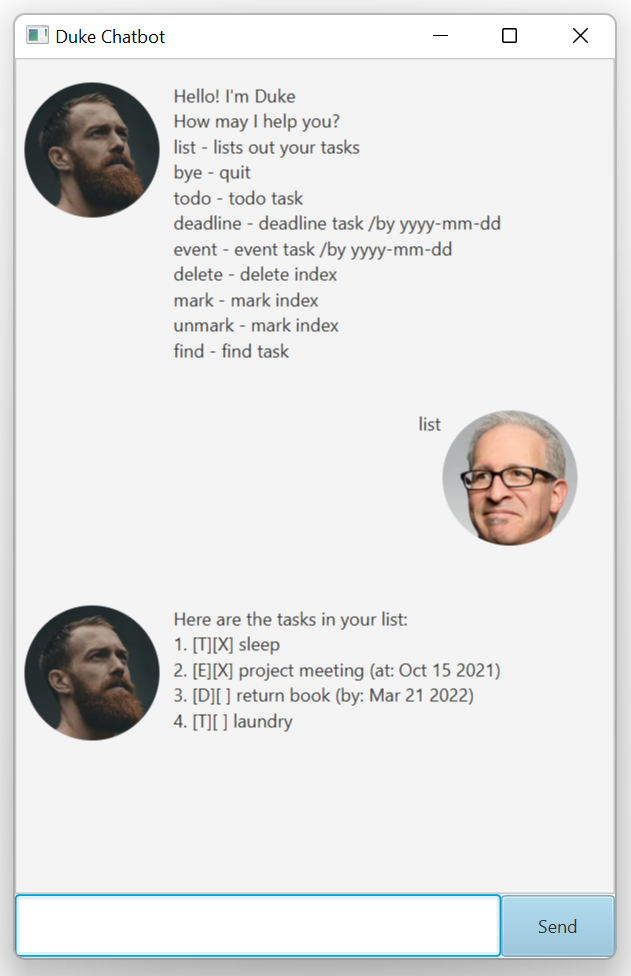 Duke Chatbot
Hello! I'm Duke
How may I help you?
list - lists out your tasks
bye - quit
todo - todo task
deadline - deadline task /by yyyy-mm-dd
event - event task /by yyyy-mm-dd
delete - delete index
mark - mark index
unmark - mark index
find - find task
list
Here are the tasks in your list:
1. [T][X] sleep
2. [E][X] project meeting (at: Oct 15 2021)
3. [D][ ] return book (by: Mar 21 2022)
4. [T][ ] laundry
Send